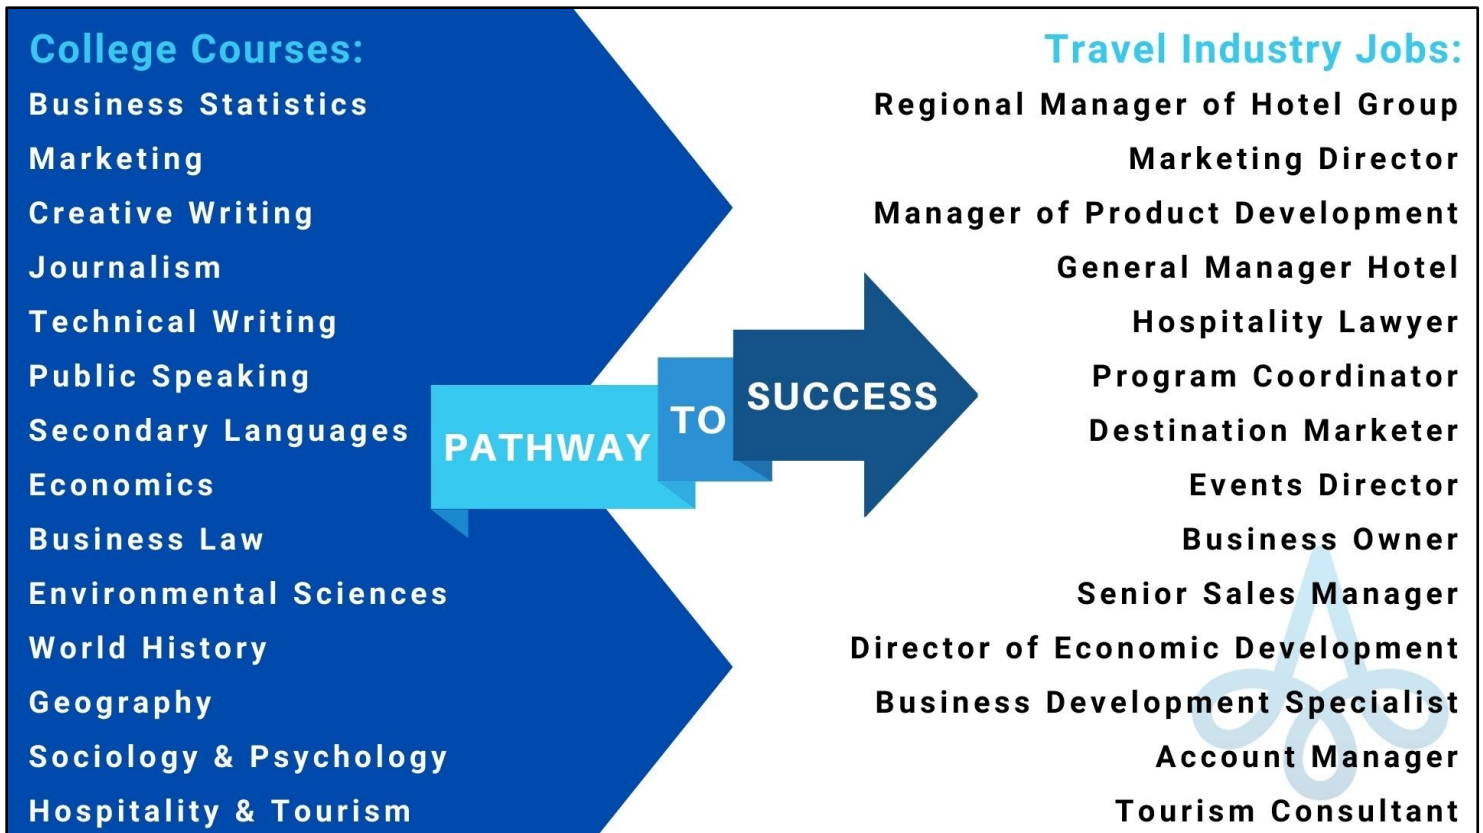 College Courses:
Business Statistics
Marketing
Creative Writing
Journalism
Technical Writing
Public Speaking
Secondary Languages
Economics
Business Law
Environmental Sciences
World History
Geography
Sociology & Psychology
Hospitality & Tourism
PATHWAY TO SUCCESS
Travel Industry Jobs:
Regional Manager of Hotel Group
Marketing Director
Manager of Product Development
General Manager Hotel
Hospitality Lawyer
Program Coordinator
Destination Marketer
Events Director
Business Owner
Senior Sales Manager
Director of Economic Development
Business Development Specialist
Account Manager
Tourism Consultant